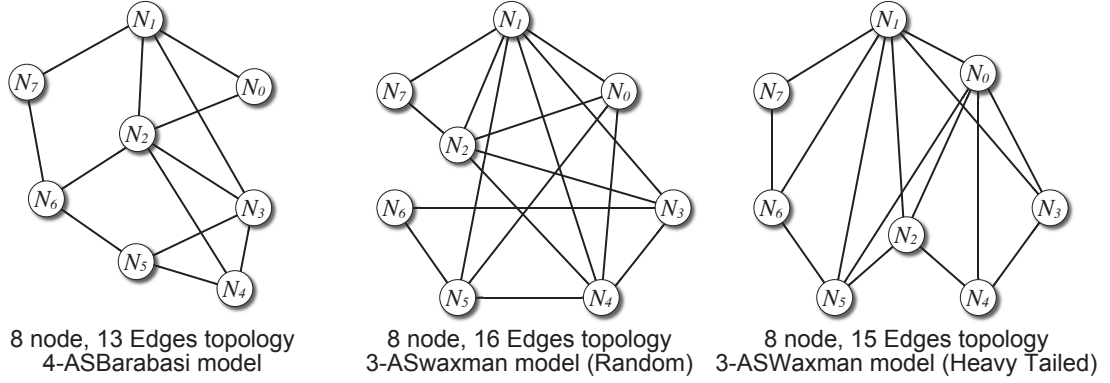 N1
N7
N0
N2
N6
N3
N5
N4
8 node, 13 Edges topology
4-ASBarabasi model
N1
N7
N0
N2
N6
N3
N5
N4
8 node, 16 Edges topology
3-ASwaxman model (Random)
N1
N0
N7
N6
N3
N2
N5
N4
8 node, 15 Edges topology
3-ASWaxman model (Heavy Tailed)